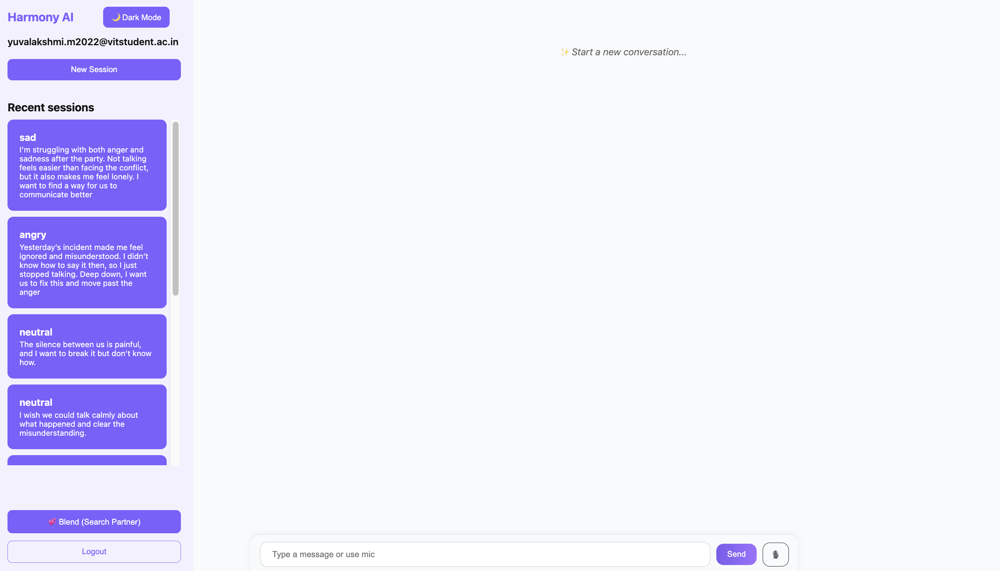 Harmony AI
🌙 Dark Mode
yuvalakshmi.m2022@vitstudent.ac.in
New Session
Recent sessions
sad
I’m struggling with both anger and
sadness after the party. Not talking
feels easier than facing the conflict,
but it also makes me feel lonely. I
want to find a way for us to
communicate better
angry
Yesterday’s incident made me feel
ignored and misunderstood. I didn’t
know how to say it then, so I just
stopped talking. Deep down, I want
us to fix this and move past the
anger
neutral
The silence between us is painful,
and I want to break it but don’t know
how.
neutral
I wish we could talk calmly about
what happened and clear the
misunderstanding.
💞 Blend (Search Partner)
Logout
✨ Start a new conversation...
Type a message or use mic
Send